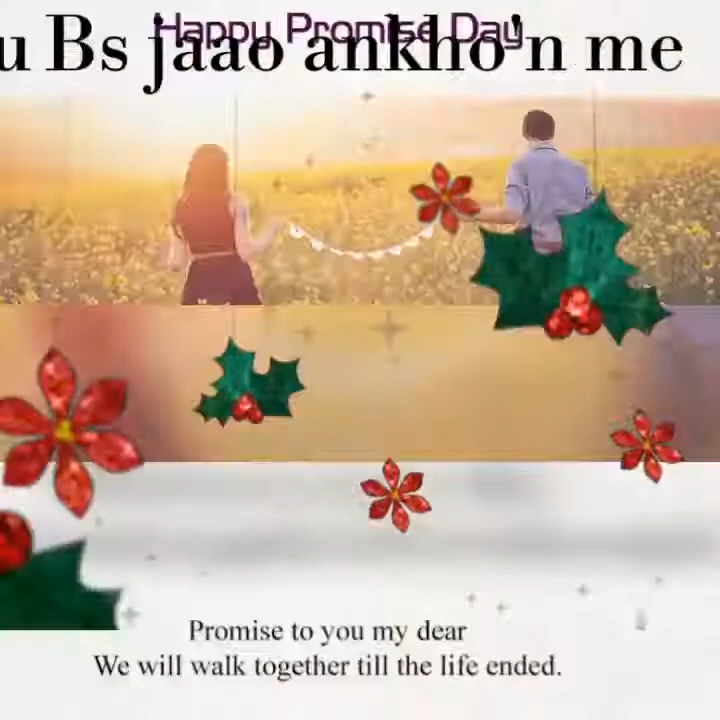 Happy Promise Day
u Bs jaao ankho'n me
Promise to you my dear
We will walk together till the life ended.